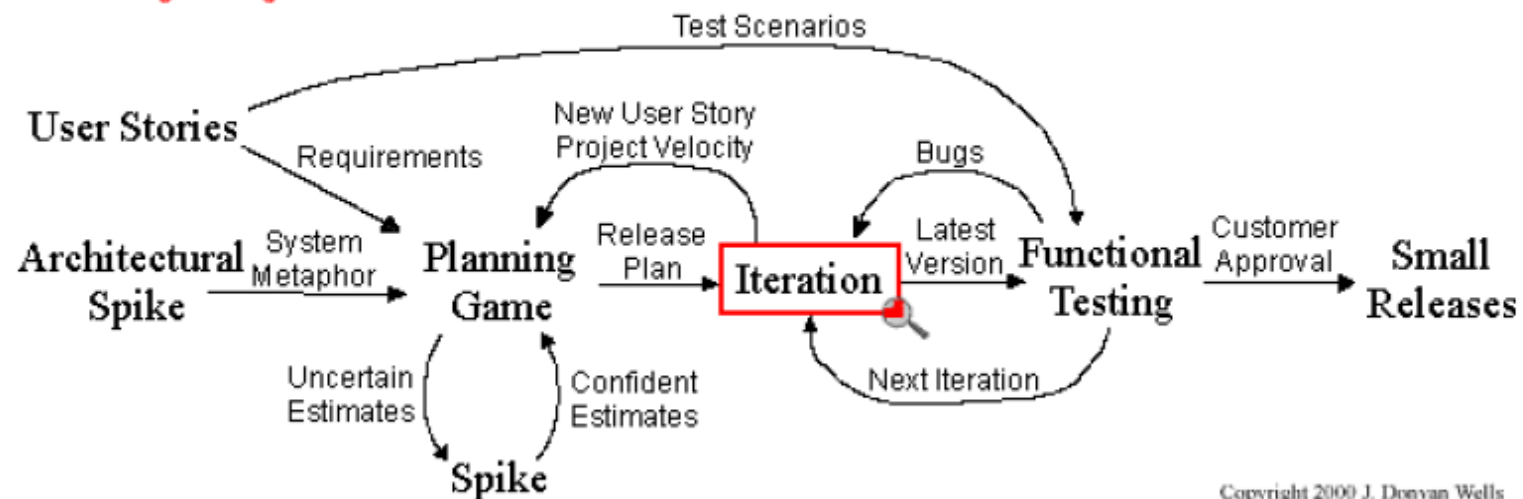 Test Scenarios
User Stories
New User Story
Project Velocity
Requirements
Bugs
Architectural
Spike
System
Metaphor
Planning
Game
Release
Plan
Iteration
Latest
Version
Functional
Testing
Customer
Approval
Small
Releases
Uncertain
Estimates
Confident
Estimates
Next Iteration
Spike
Copyright 2000 J. Donvan Wells